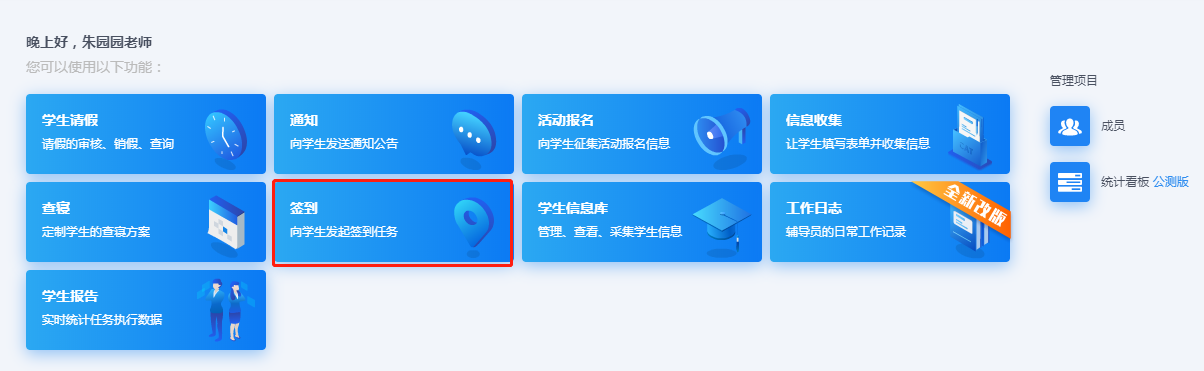 晚上好，朱园园老师
您可以使用以下功能：
管理项目
学生请假
请假的审核、销假、查询
通知
向学生发送通知公告
活动报名
向学生征集活动报名信息
信息收集
让学生填写表单并收集信息
成员
查寝
定制学生的查寝方案
签到
向学生发起签到任务
学生信息库
管理、查看、采集学生信息
工作日志
辅导员的日常工作记录
全新改版
统计看板 公测版
学生报告
实时统计任务执行数据